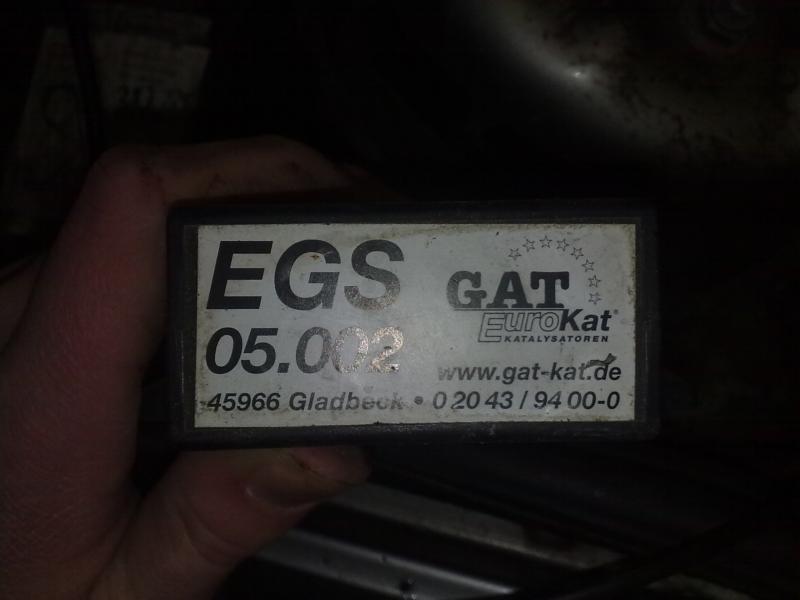 EGS
05.002
GAT
EuroKat®
KATALYSATOREN
www.gat-kat.de
45966 Gladbeck • 0 20 43 / 94 00-0